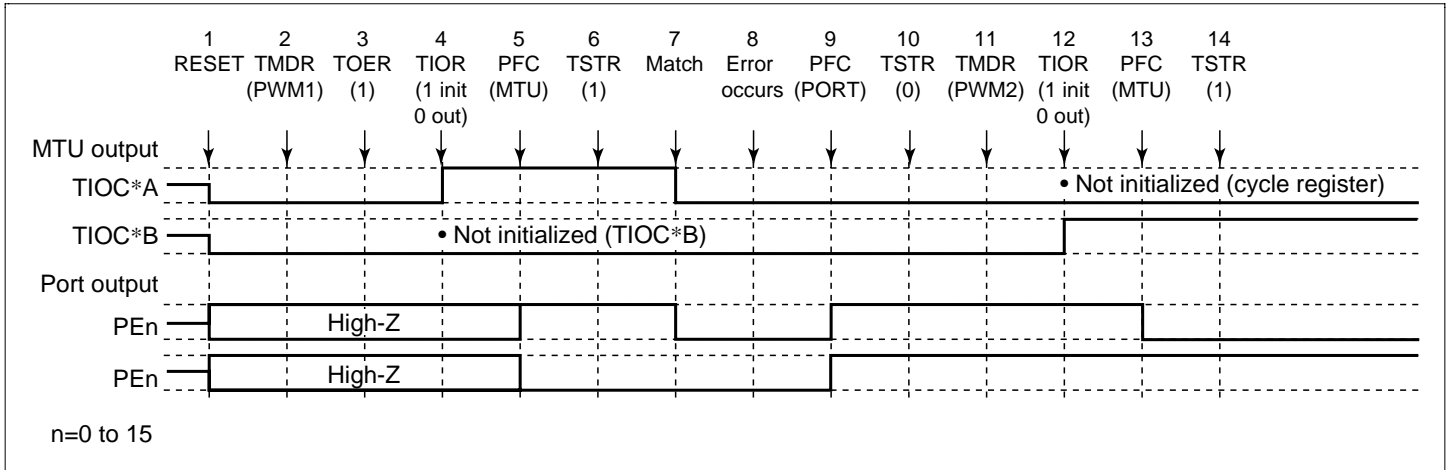 1 2 3 4 5 6 7 8 9 10 11 12 13 14
RESET TMDR TOER TIOR PFC TSTR Match Error PFC TSTR TMDR TIOR PFC TSTR
(PWM1) (1) (1 init (MTU) (1) occurs (PORT) (0) (PWM2) (1 init (MTU) (1)
0 out) 0 out)
MTU output
TIOC*A • Not initialized (cycle register)
TIOC*B • Not initialized (TIOC*B)
Port output
PEn High-Z
PEn High-Z
n=0 to 15